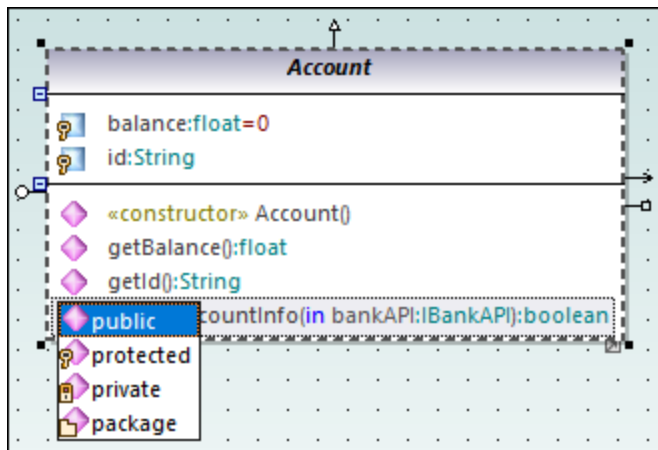 Account
balance:float=0
id:String
«constructor» Account()
getBalance():float
getId():String
countInfo(in bankAPI:IBankAPI):boolean
public
protected
private
package